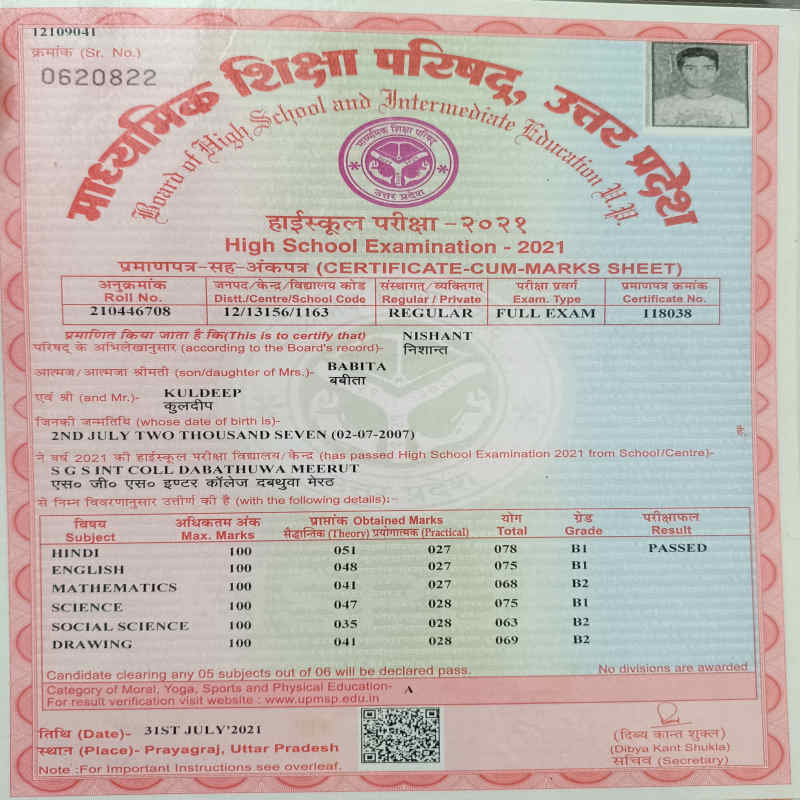 12109041
क्रमांक (Sr. No.)
0620822
माध्यमिक शिक्षा परिषद्, उत्तर प्रदेश
Board of High School and Intermediate Education U.P.
माध्यमिक शिक्षा परिषद्
उत्तर प्रदेश
हाईस्कूल परीक्षा -२०२१
High School Examination - 2021
प्रमाणपत्र-सह-अंकपत्र (CERTIFICATE-CUM-MARKS SHEET)
अनुक्रमांक जनपद/केन्द्र/विद्यालय कोड संस्थागत/व्यक्तिगत परीक्षा प्रवर्ग प्रमाणपत्र क्रमांक
Roll No. Distt./Centre/School Code Regular / Private Exam. Type Certificate No.
210446708 12/13156/1163 REGULAR FULL EXAM 118038
प्रमाणित किया जाता है कि(This is to certify that) NISHANT
परिषद् के अभिलेखानुसार (according to the Board's record)- निशान्त
आत्मज/आत्मजा श्रीमती (son/daughter of Mrs.)- BABITA
बबीता
एवं श्री (and Mr.)- KULDEEP
कुलदीप
जिनकी जन्मतिथि (whose date of birth is)-
2ND JULY TWO THOUSAND SEVEN (02-07-2007) है,
ने वर्ष 2021 की हाईस्कूल परीक्षा विद्यालय/केन्द्र (has passed High School Examination 2021 from School/Centre)-
S G S INT COLL DABATHUWA MEERUT
एस० जी० एस० इण्टर कॉलेज दबथुवा मेरठ
से निम्न विवरणानुसार उत्तीर्ण की है (with the following details):-
विषय अधिकतम अंक प्राप्तांक Obtained Marks योग ग्रेड परीक्षाफल
Subject Max. Marks सैद्धान्तिक (Theory) प्रयोगात्मक (Practical) Total Grade Result
HINDI 100 051 027 078 B1 PASSED
ENGLISH 100 048 027 075 B1
MATHEMATICS 100 041 027 068 B2
SCIENCE 100 047 028 075 B1
SOCIAL SCIENCE 100 035 028 063 B2
DRAWING 100 041 028 069 B2
Candidate clearing any 05 subjects out of 06 will be declared pass. No divisions are awarded
Category of Moral, Yoga, Sports and Physical Education- A
For result verification visit website : www.upmsp.edu.in
तिथि (Date)- 31ST JULY'2021
स्थान (Place)- Prayagraj, Uttar Pradesh
Note :For Important Instructions see overleaf.
(दिब्य कान्त शुक्ल)
(Dibya Kant Shukla)
सचिव (Secretary)